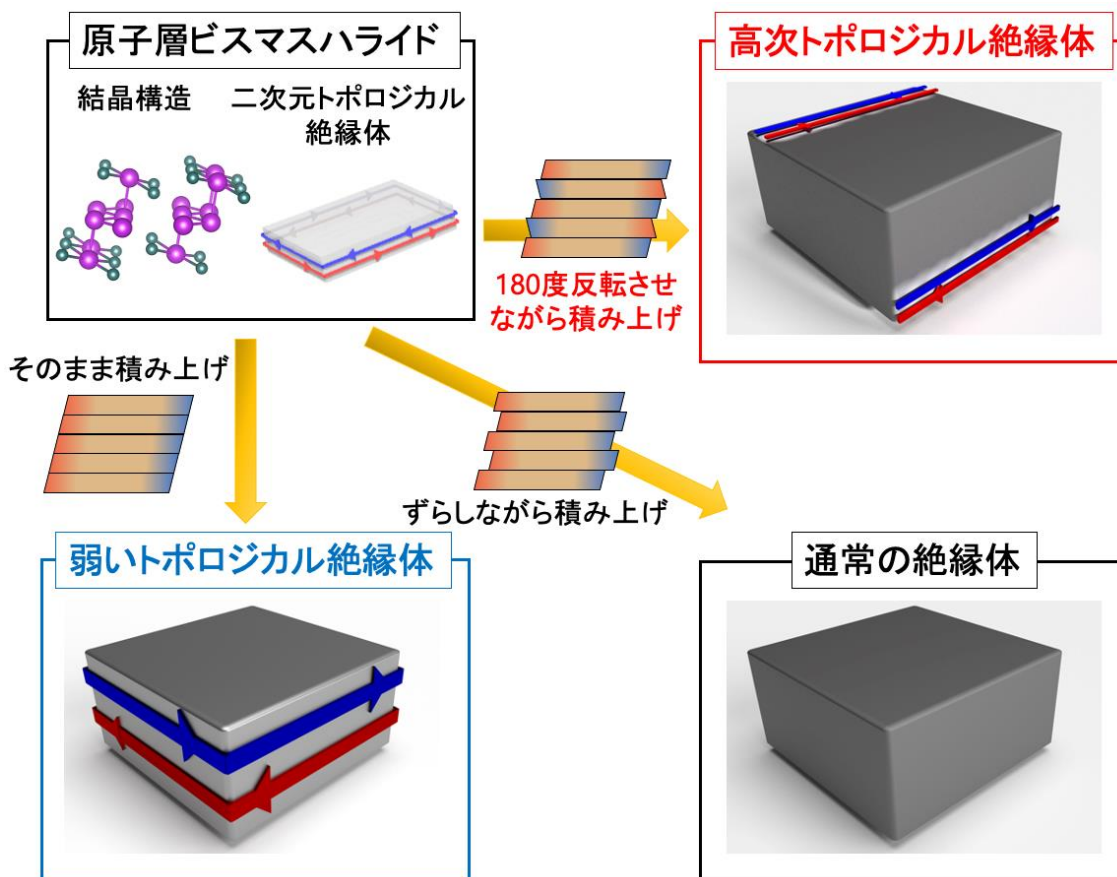 原子層ビスマスハライド
結晶構造
二次元トポロジカル
絶縁体
高次トポロジカル絶縁体
180度反転させ
ながら積み上げ
そのまま積み上げ
ずらしながら積み上げ
弱いトポロジカル絶縁体
通常の絶縁体